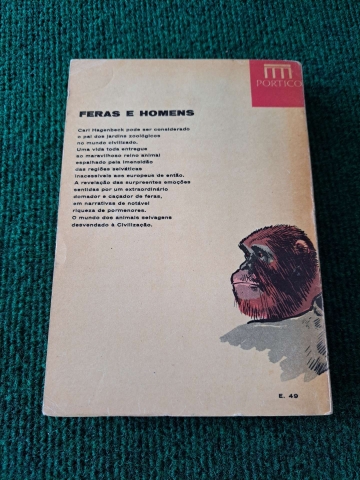 PORTICO
FERAS E HOMENS
Carl Hagenbeck pode ser considerado
o pai dos jardins zoológicos
no mundo civilizado.
Uma vida toda entregue
ao maravilhoso reino animal
espalhado pela imensidão
das regiões selváticas
inacessíveis aos europeus de então.
A revelação das surpreentes emoções
sentidas por um extraordinário
domador e caçador de feras,
em narrativas de notável
riqueza de pormenores.
O mundo dos animais selvagens
desvendado à Civilização.
E. 49